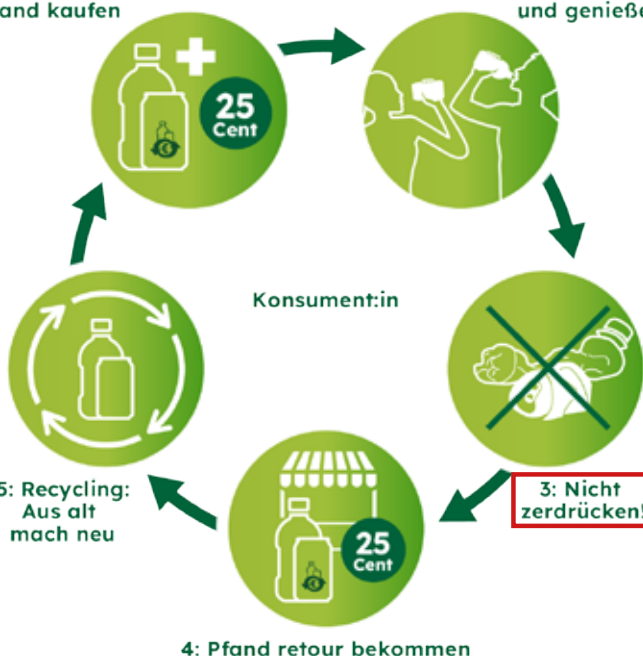 and kaufen
und genieße
25
Cent
Konsument:in
5: Recycling:
Aus alt
mach neu
3: Nicht
zerdrücken!
25
Cent
4: Pfand retour bekommen